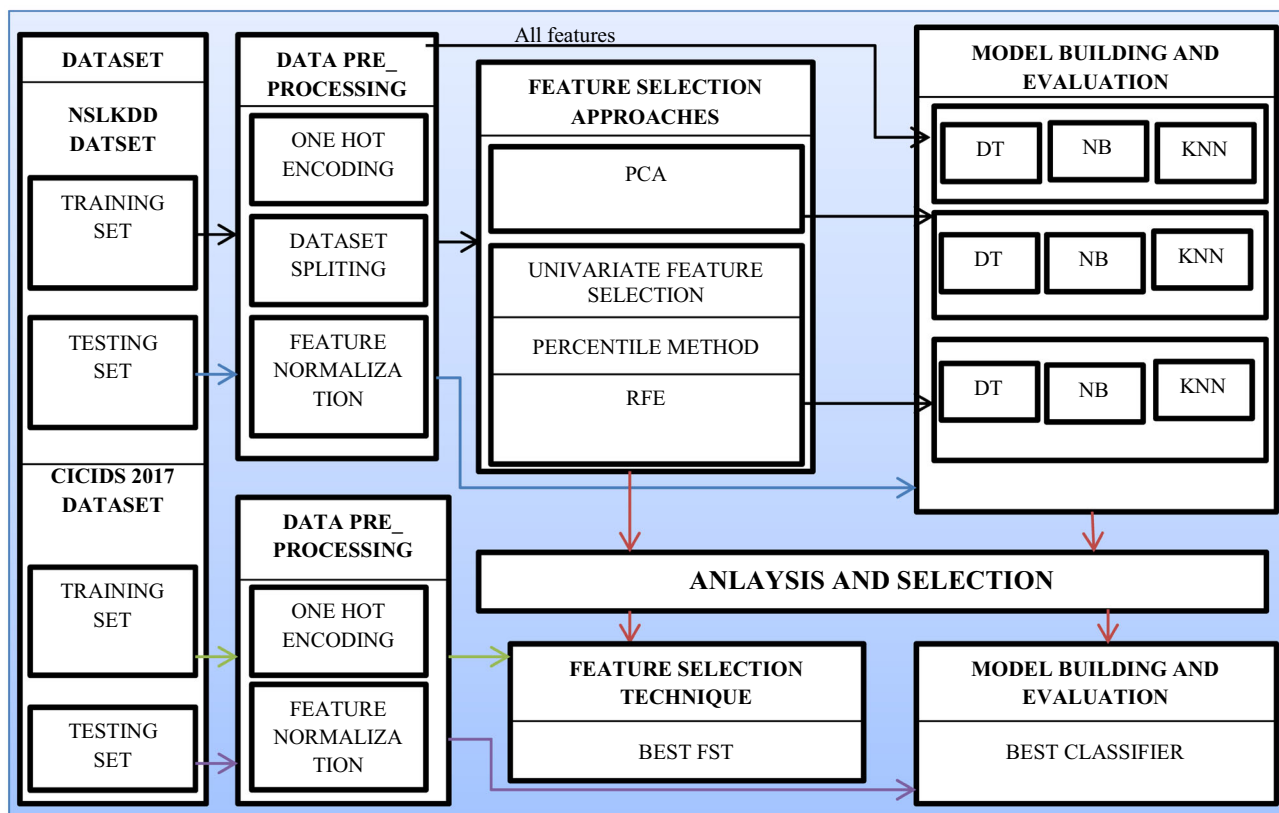 DATASET
NSLKDD
DATSET
TRAINING
SET
TESTING
SET
CICIDS 2017
DATASET
TRAINING
SET
TESTING
SET
DATA PRE_
PROCESSING
ONE HOT
ENCODING
DATASET
SPLITING
FEATURE
NORMALIZA
TION
DATA PRE_
PROCESSING
ONE HOT
ENCODING
FEATURE
NORMALIZA
TION
All features
FEATURE SELECTION
APPROACHES
PCA
UNIVARIATE FEATURE
SELECTION
PERCENTILE METHOD
RFE
MODEL BUILDING AND
EVALUATION
DT NB KNN
DT NB KNN
DT NB KNN
ANLAYSIS AND SELECTION
FEATURE SELECTION
TECHNIQUE
BEST FST
MODEL BUILDING AND
EVALUATION
BEST CLASSIFIER